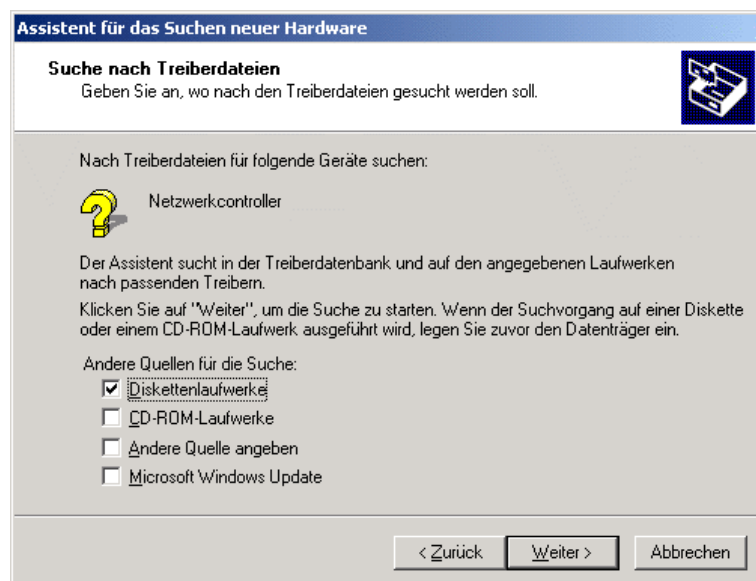 Assistent für das Suchen neuer Hardware
Suche nach Treiberdateien
Geben Sie an, wo nach den Treiberdateien gesucht werden soll.
Nach Treiberdateien für folgende Geräte suchen:
Netzwerkcontroller
Der Assistent sucht in der Treiberdatenbank und auf den angegebenen Laufwerken
nach passenden Treibern.
Klicken Sie auf "Weiter", um die Suche zu starten. Wenn der Suchvorgang auf einer Diskette
oder einem CD-ROM-Laufwerk ausgeführt wird, legen Sie zuvor den Datenträger ein.
Andere Quellen für die Suche:
Diskettenlaufwerke
CD-ROM-Laufwerke
Andere Quelle angeben
Microsoft Windows Update
< Zurück Weiter > Abbrechen